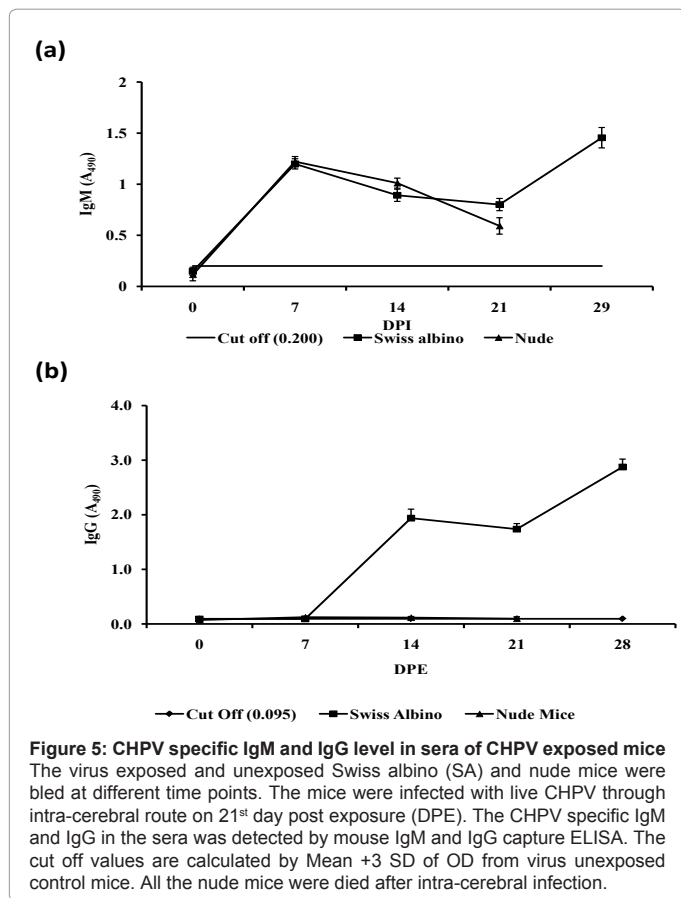 (a)
2
1.5
1
0.5
0
IgM (A490)
0 7 14 21 29
DPI
Cut off (0.200) Swiss albino Nude
(b)
4.0
3.0
2.0
1.0
0.0
IgG (A490)
0 7 14 21 28
DPE
Cut Off (0.095) Swiss Albino Nude Mice
Figure 5: CHPV specific IgM and IgG level in sera of CHPV exposed mice
The virus exposed and unexposed Swiss albino (SA) and nude mice were
bled at different time points. The mice were infected with live CHPV through
intra-cerebral route on 21st day post exposure (DPE). The CHPV specific IgM
and IgG in the sera was detected by mouse IgM and IgG capture ELISA. The
cut off values are calculated by Mean +3 SD of OD from virus unexposed
control mice. All the nude mice were died after intra-cerebral infection.